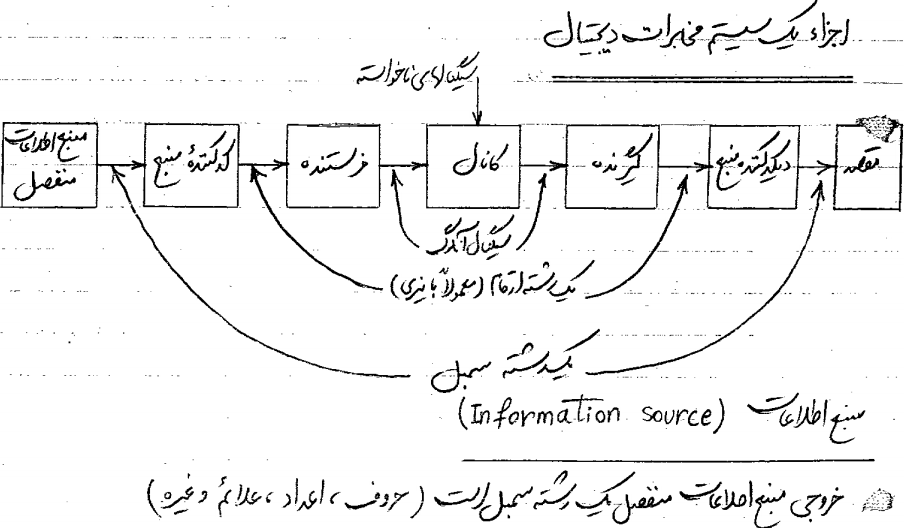 اجزاء یک سیستم مخابرات دیجیتال
سیگنالهای ناخواسته
منبع اطلاعات
منفصل
کدکنندهٔ منبع
فرستنده
کانال
گیرنده
دیکدکننده منبع
مقصد
سیگنال آنالوگ
یک رشته ارقام (معمولاً باینری)
یک رشته سمبل
منبع اطلاعات (Information source)
خروجی منبع اطلاعات منفصل یک رشته سمبل است (حروف، اعداد، علائم وغیره)